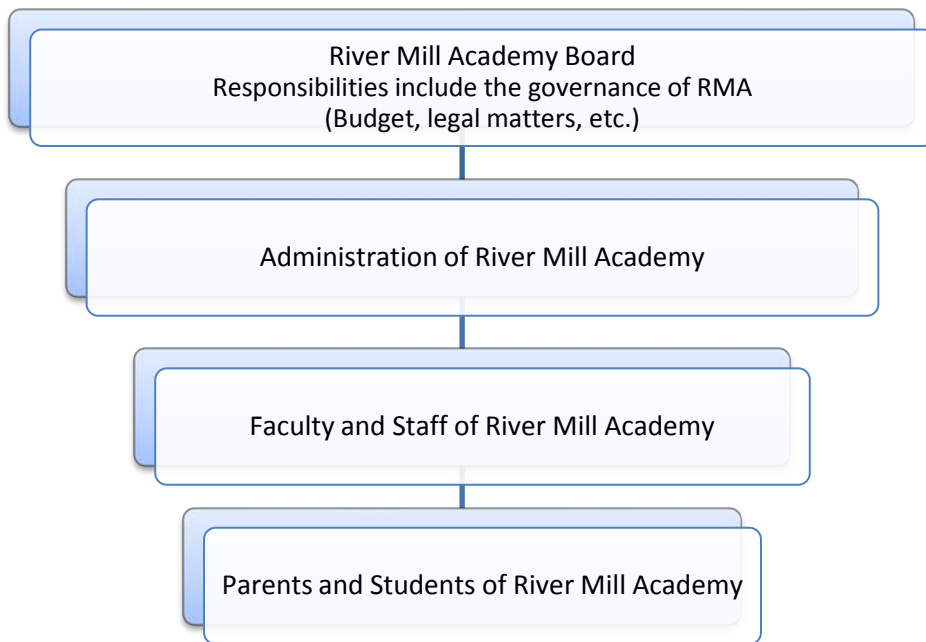 River Mill Academy Board
Responsibilities include the governance of RMA
(Budget, legal matters, etc.)
Administration of River Mill Academy
Faculty and Staff of River Mill Academy
Parents and Students of River Mill Academy